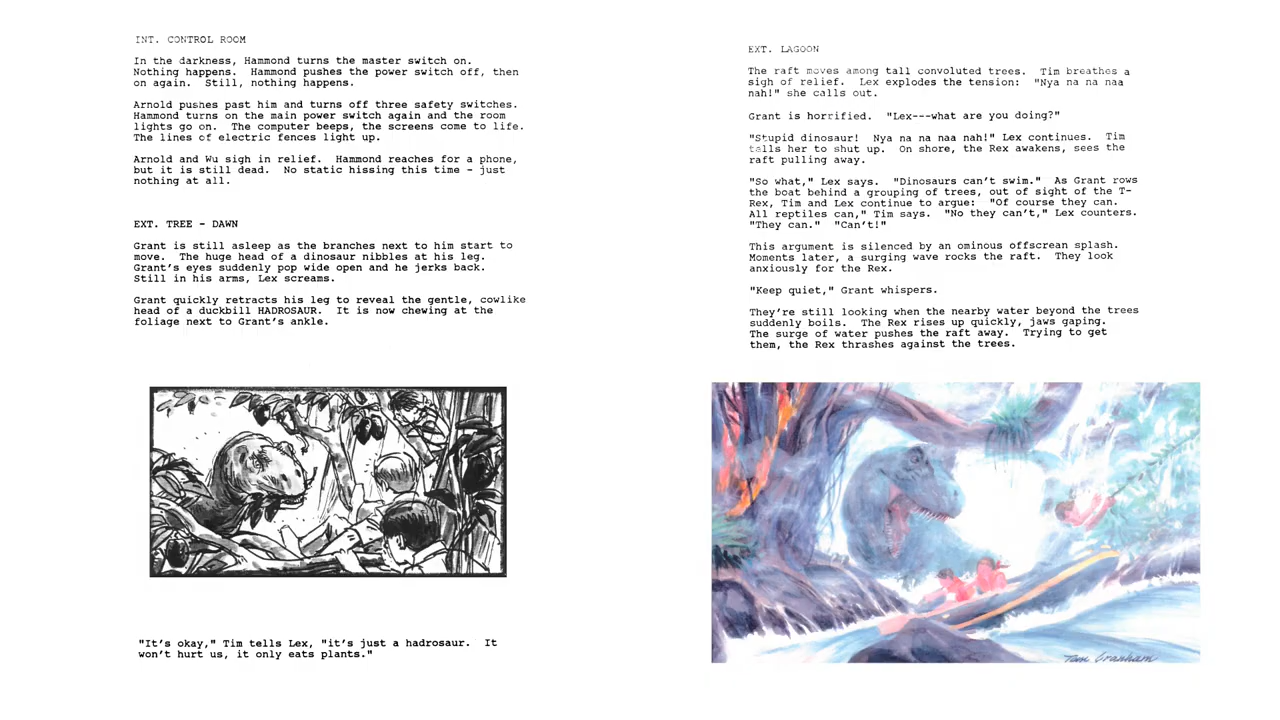 INT. CONTROL ROOM
In the darkness, Hammond turns the master switch on.
Nothing happens.  Hammond pushes the power switch off, then
on again.  Still, nothing happens.
Arnold pushes past him and turns off three safety switches.
Hammond turns on the main power switch again and the room
lights go on.  The computer beeps, the screens come to life.
The lines of electric fences light up.
Arnold and Wu sigh in relief.  Hammond reaches for a phone,
but it is still dead.  No static hissing this time - just
nothing at all.
EXT. TREE - DAWN
Grant is still asleep as the branches next to him start to
move.  The huge head of a dinosaur nibbles at his leg.
Grant's eyes suddenly pop wide open and he jerks back.
Still in his arms, Lex screams.
Grant quickly retracts his leg to reveal the gentle, cowlike
head of a duckbill HADROSAUR.  It is now chewing at the
foliage next to Grant's ankle.
"It's okay," Tim tells Lex, "it's just a hadrosaur.  It
won't hurt us, it only eats plants."
EXT. LAGOON
The raft moves among tall convoluted trees.  Tim breathes a
sigh of relief.  Lex explodes the tension:  "Nya na na naa
nah!" she calls out.
Grant is horrified.  "Lex---what are you doing?"
"Stupid dinosaur!  Nya na na naa nah!" Lex continues.  Tim
tells her to shut up.  On shore, the Rex awakens, sees the
raft pulling away.
"So what," Lex says.  "Dinosaurs can't swim."  As Grant rows
the boat behind a grouping of trees, out of sight of the T-
Rex, Tim and Lex continue to argue:  "Of course they can.
All reptiles can," Tim says.  "No they can't," Lex counters.
"They can."  "Can't!"
This argument is silenced by an ominous offscrean splash.
Moments later, a surging wave rocks the raft.  They look
anxiously for the Rex.
"Keep quiet," Grant whispers.
They're still looking when the nearby water beyond the trees
suddenly boils.  The Rex rises up quickly, jaws gaping.
The surge of water pushes the raft away.  Trying to get
them, the Rex thrashes against the trees.
Tom Cranham